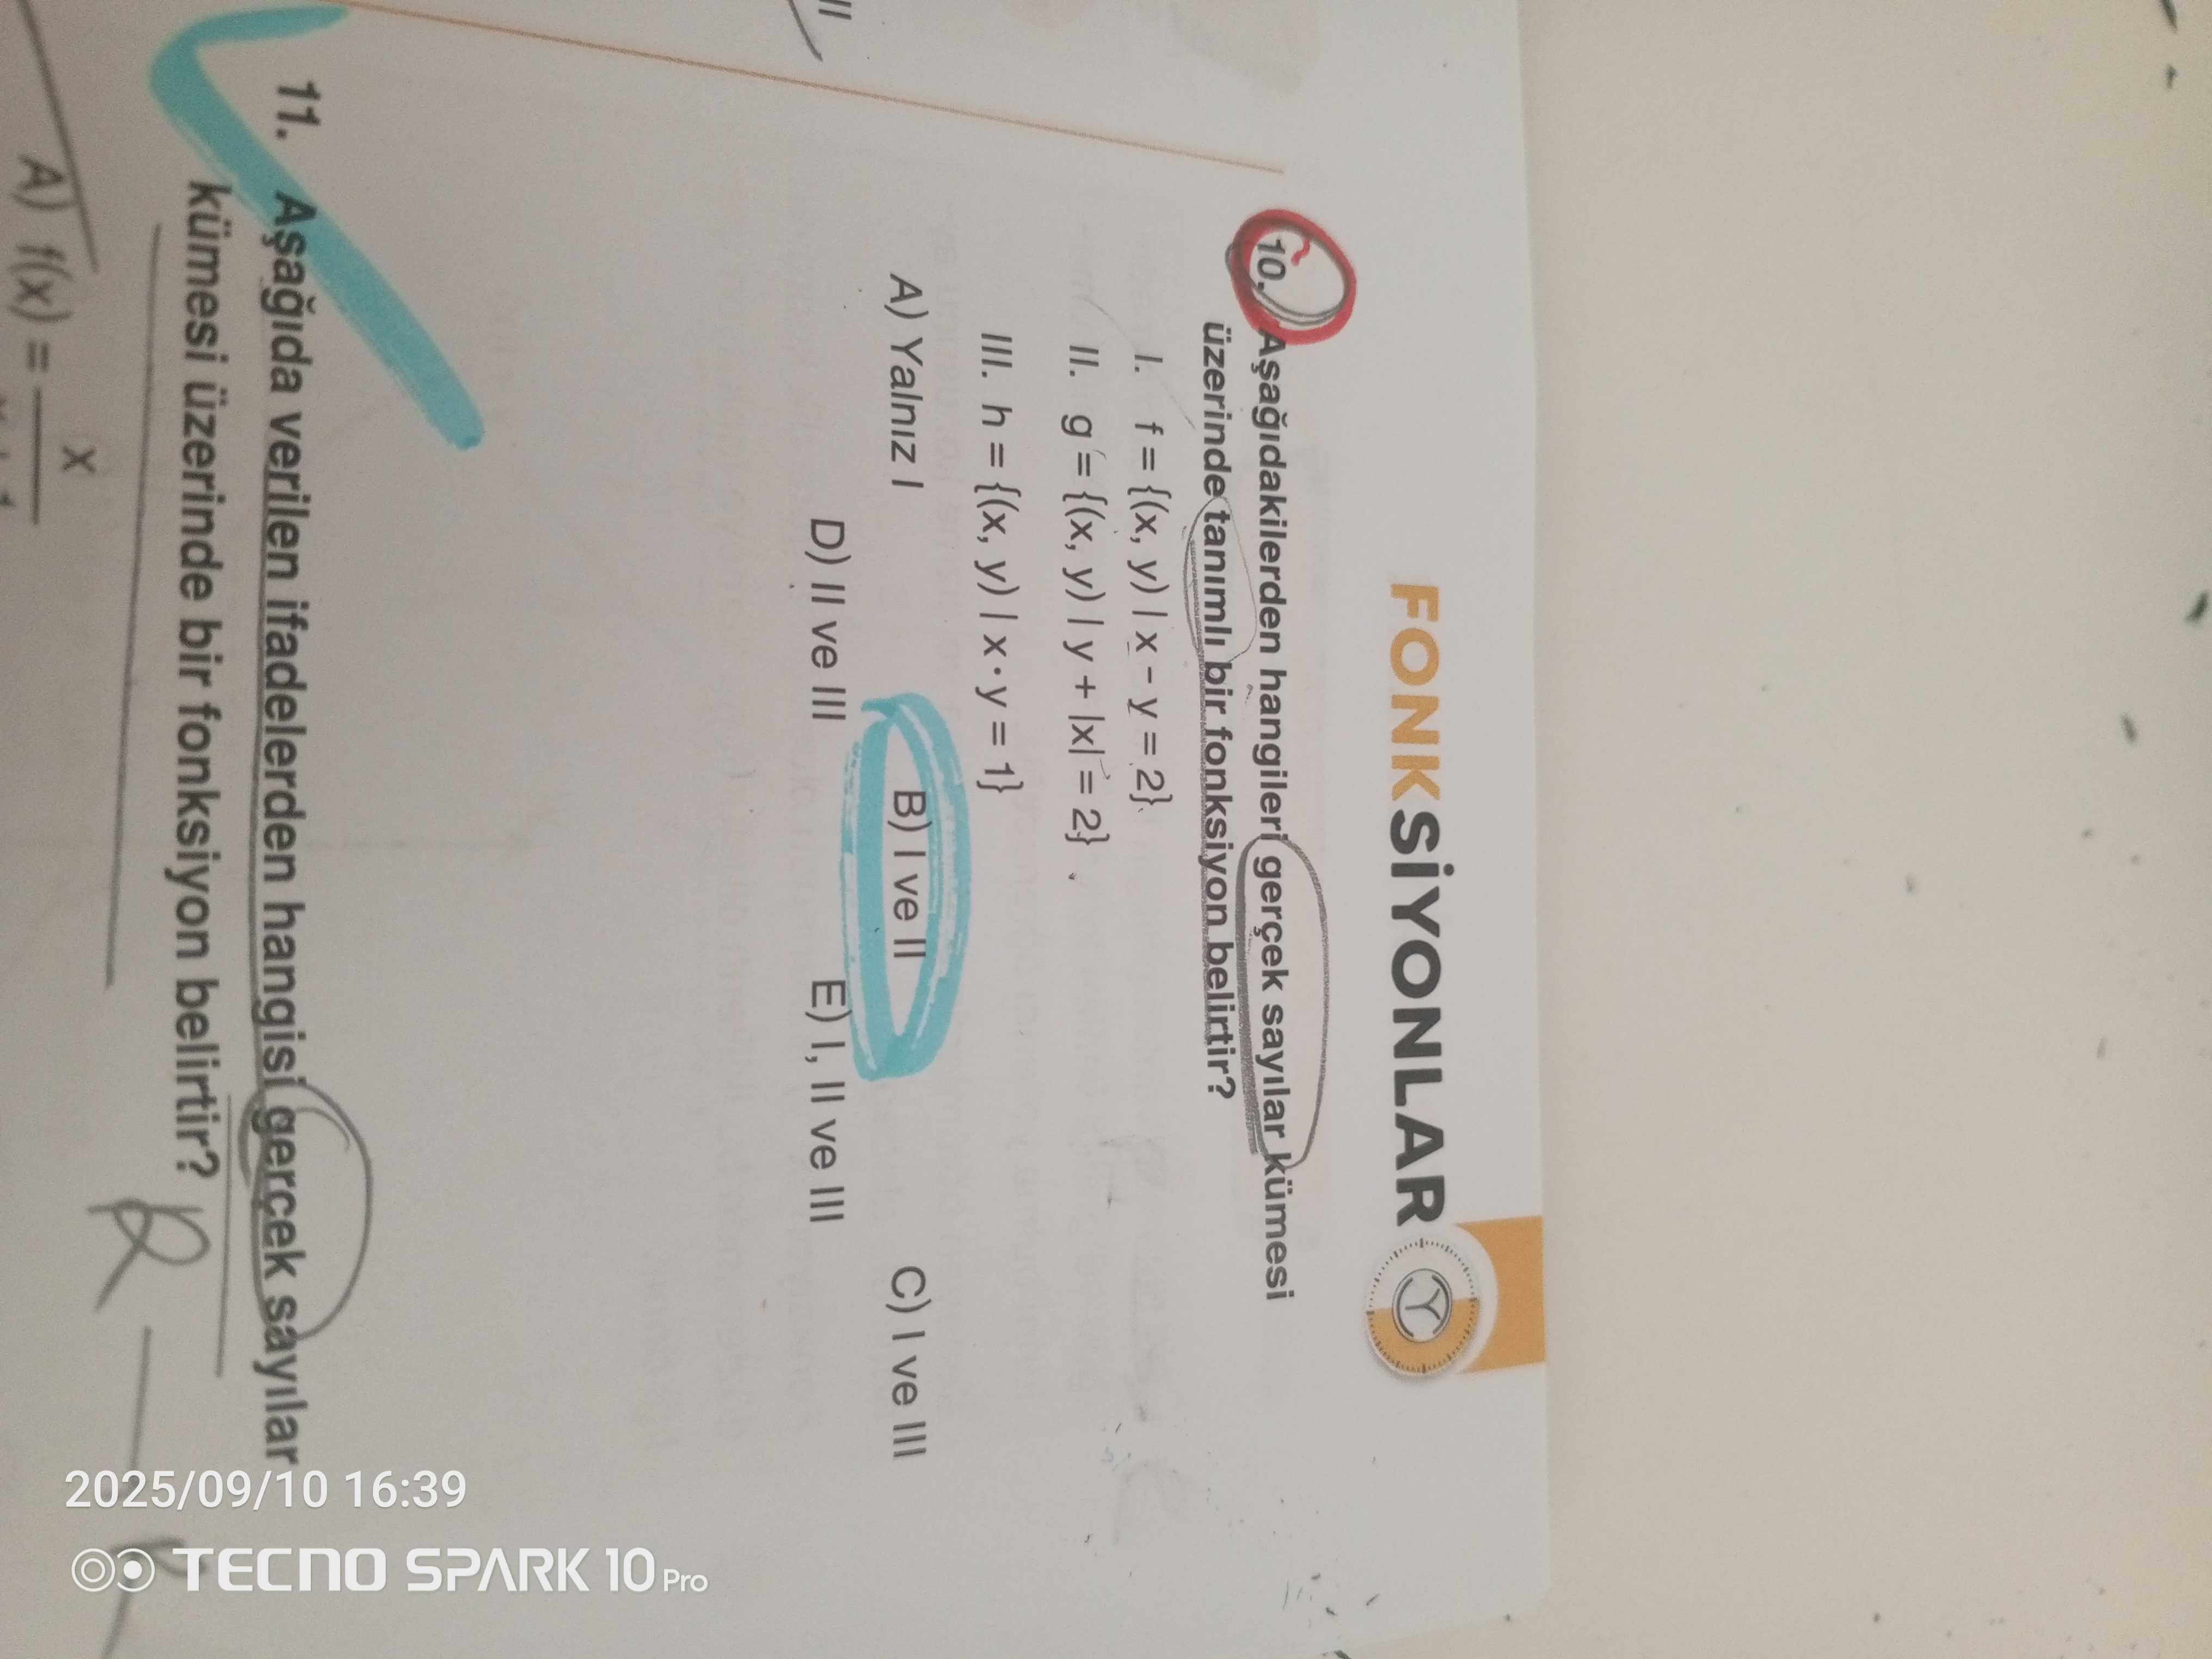 FONKSİYONLAR
10. Aşağıdakilerden hangileri gerçek sayılar kümesi
üzerinde tanımlı bir fonksiyon belirtir?
I. f = {(x, y) | x - y = 2}
II. g = {(x, y) | y + |x| = 2}
III. h = {(x, y) | x · y = 1}
A) Yalnız I B) I ve II C) I ve III
D) II ve III E) I, II ve III
11. Aşağıda verilen ifadelerden hangisi gerçek sayılar
kümesi üzerinde bir fonksiyon belirtir?
A) f(x) = x
2025/09/10 16:39
TECNO SPARK 10 Pro